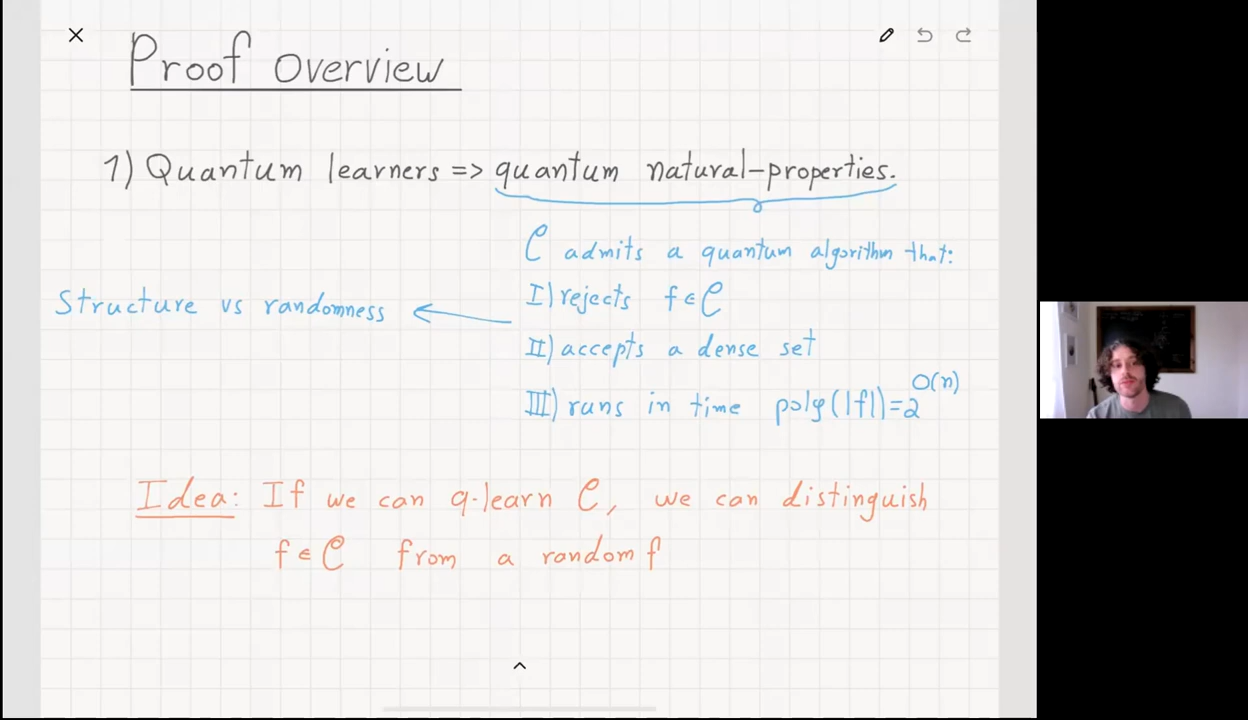 Proof Overview
1) Quantum learners => quantum natural-properties.
C admits a quantum algorithm that:
I) rejects f ∈ C
Structure vs randomness ←
II) accepts a dense set
III) runs in time poly(|f|)=2^O(n)
Idea: If we can q-learn C, we can distinguish
f ∈ C from a random f